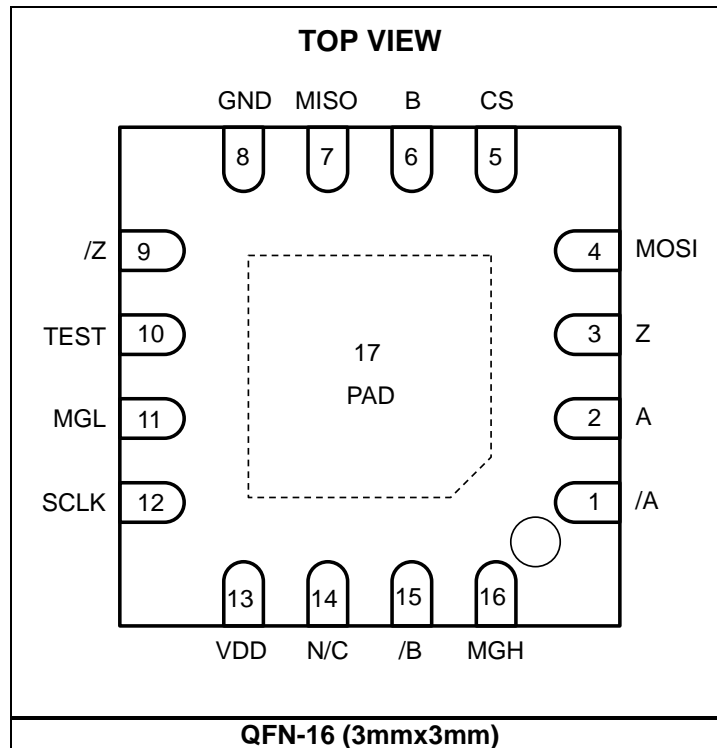 TOP VIEW
GND MISO B CS
8 7 6 5
/Z 9 4 MOSI
TEST 10 3 Z
17
PAD
MGL 11 2 A
SCLK 12 1 /A
13 14 15 16
VDD N/C /B MGH
QFN-16 (3mmx3mm)